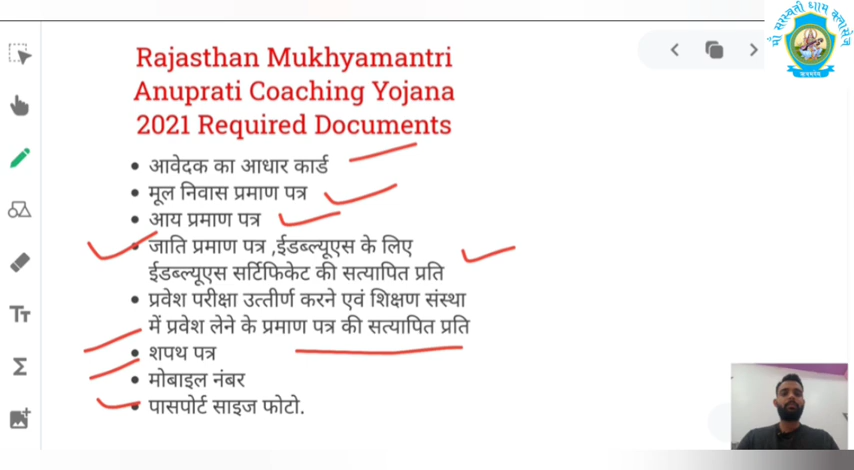 माँ सरस्वती धाम क्लासेज
Rajasthan Mukhyamantri
Anuprati Coaching Yojana
2021 Required Documents
• आवेदक का आधार कार्ड
• मूल निवास प्रमाण पत्र
• आय प्रमाण पत्र
• जाति प्रमाण पत्र ,ईडब्ल्यूएस के लिए
ईडब्ल्यूएस सर्टिफिकेट की सत्यापित प्रति
• प्रवेश परीक्षा उत्तीर्ण करने एवं शिक्षण संस्था
में प्रवेश लेने के प्रमाण पत्र की सत्यापित प्रति
• शपथ पत्र
• मोबाइल नंबर
• पासपोर्ट साइज फोटो.